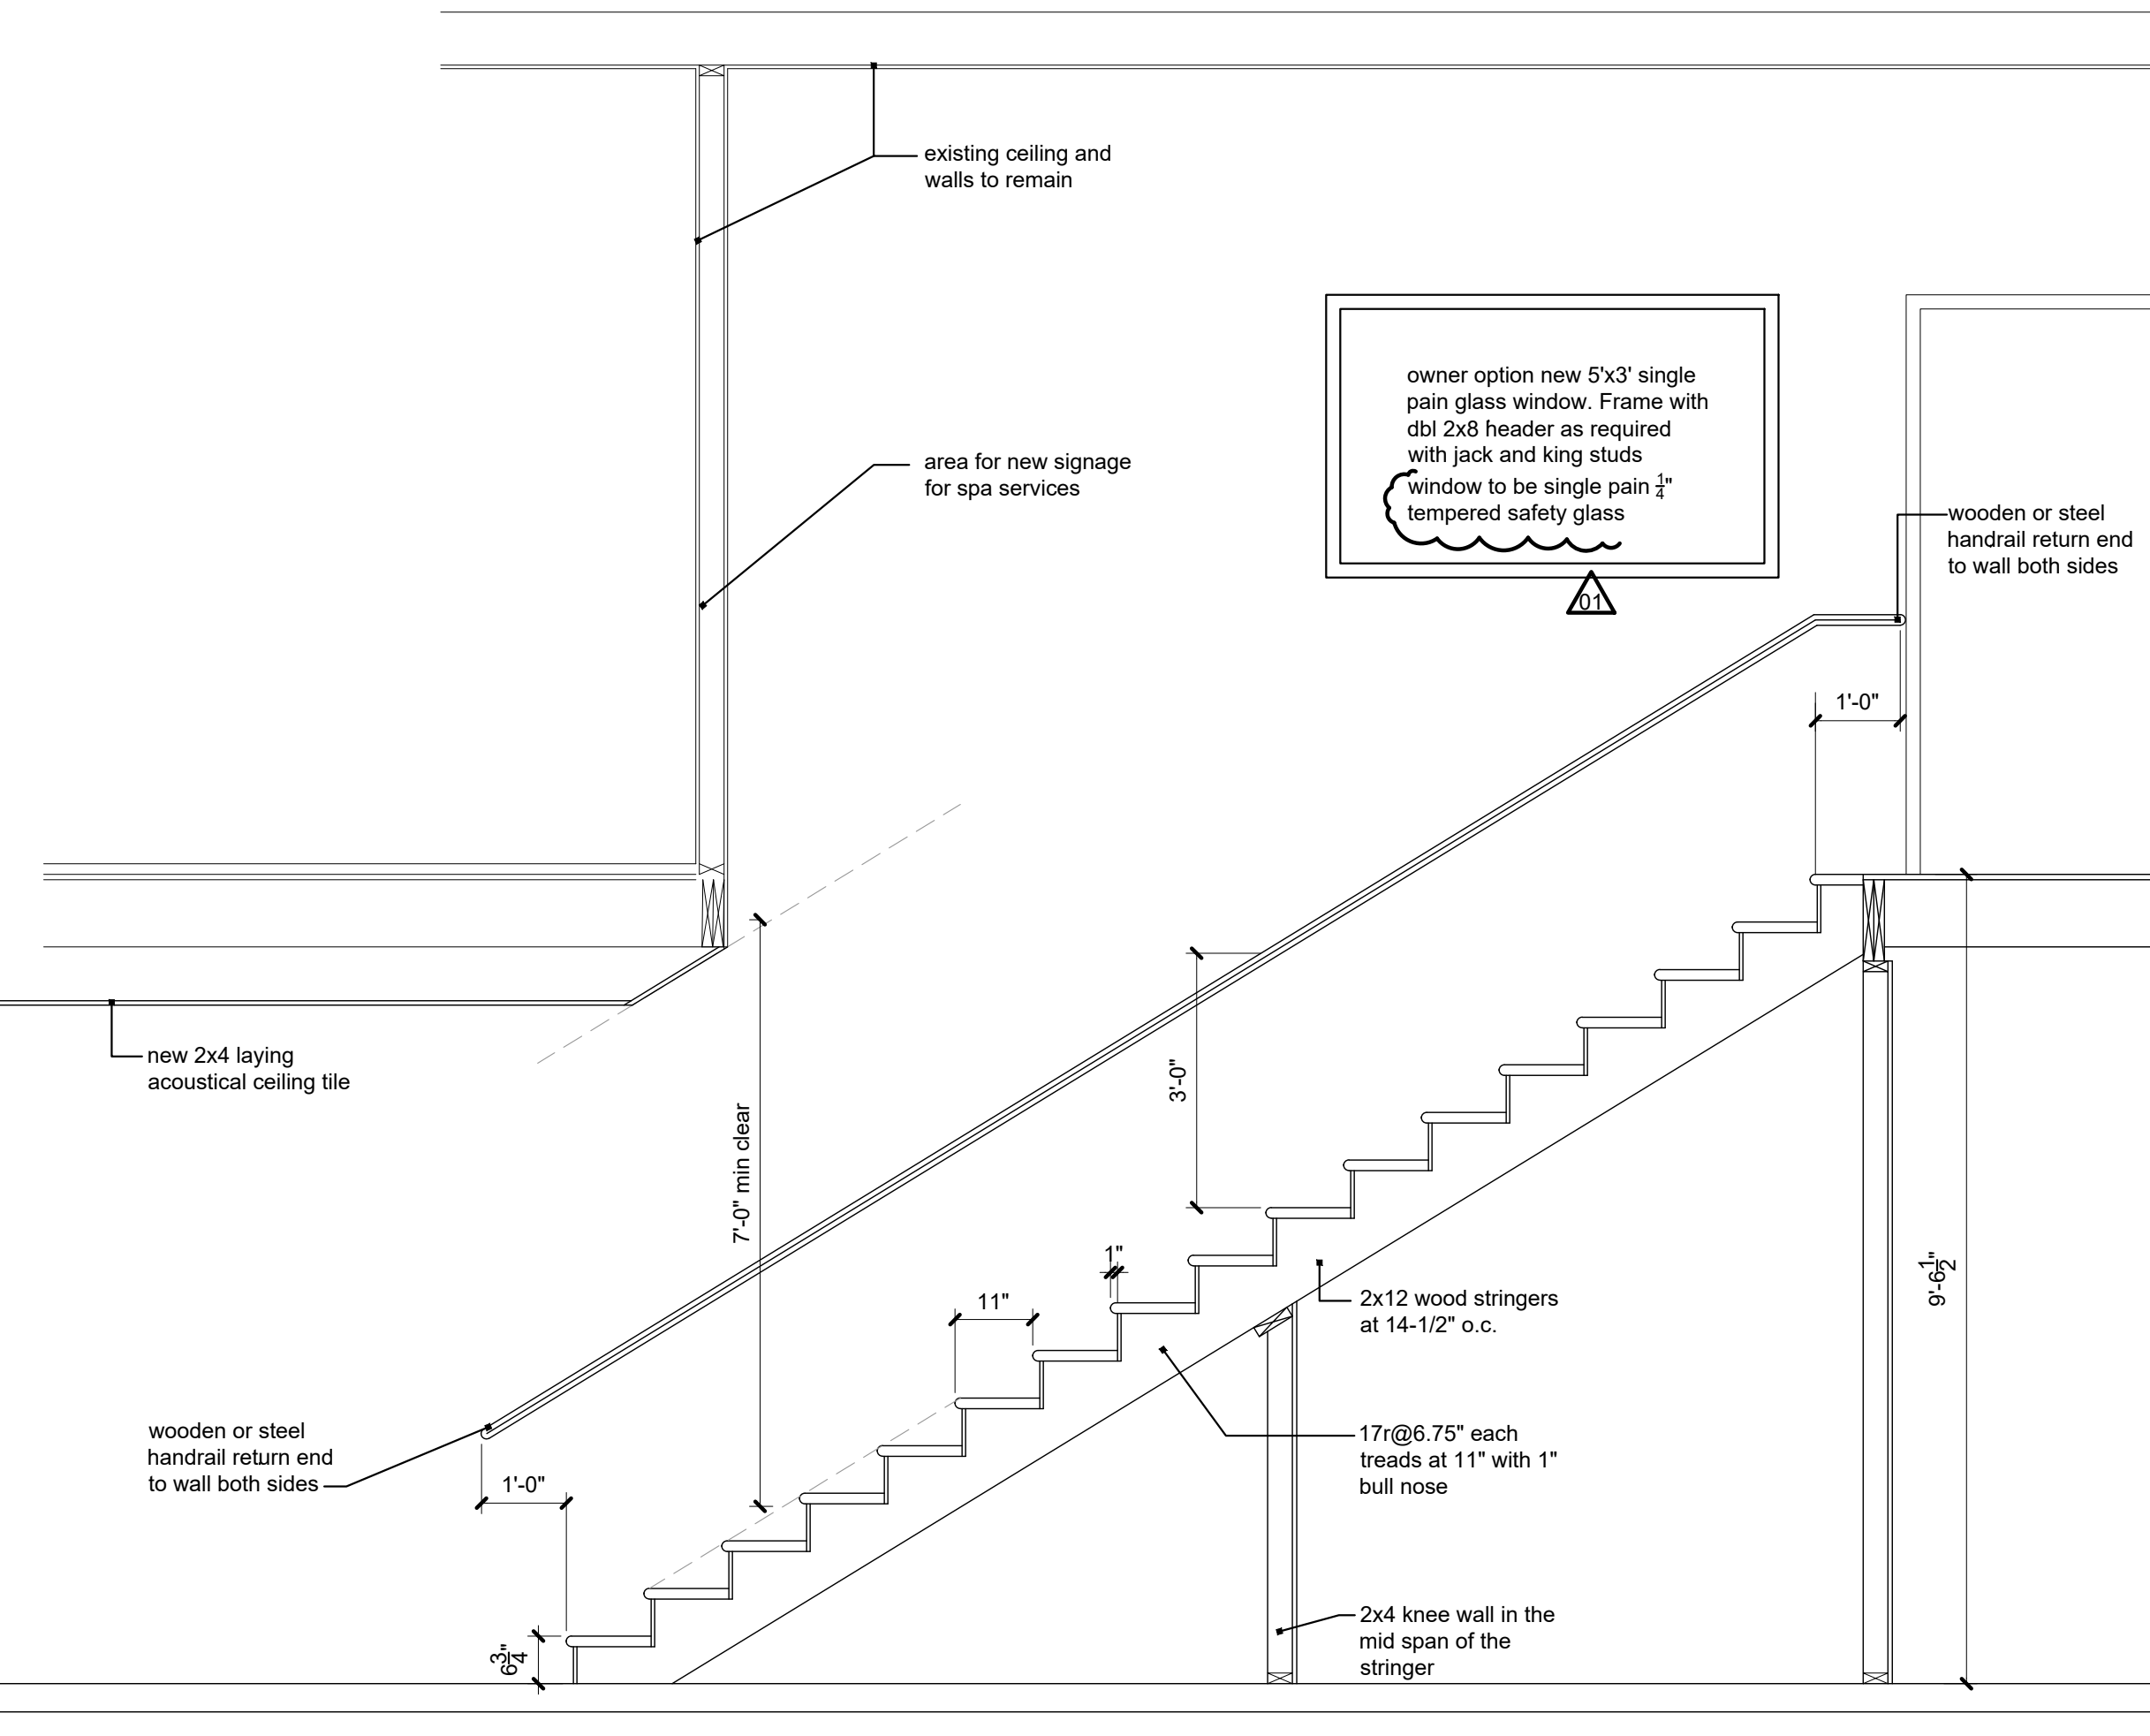 existing ceiling and
walls to remain
owner option new 5'x3' single
pain glass window. Frame with
dbl 2x8 header as required
with jack and king studs
window to be single pain 1/4"
tempered safety glass
01
area for new signage
for spa services
wooden or steel
handrail return end
to wall both sides
1'-0"
new 2x4 laying
acoustical ceiling tile
7'-0" min clear
3'-0"
1"
11"
2x12 wood stringers
at 14-1/2" o.c.
9'-6 1/2"
wooden or steel
handrail return end
to wall both sides
1'-0"
17r@6.75" each
treads at 11" with 1"
bull nose
6 3/4"
2x4 knee wall in the
mid span of the
stringer